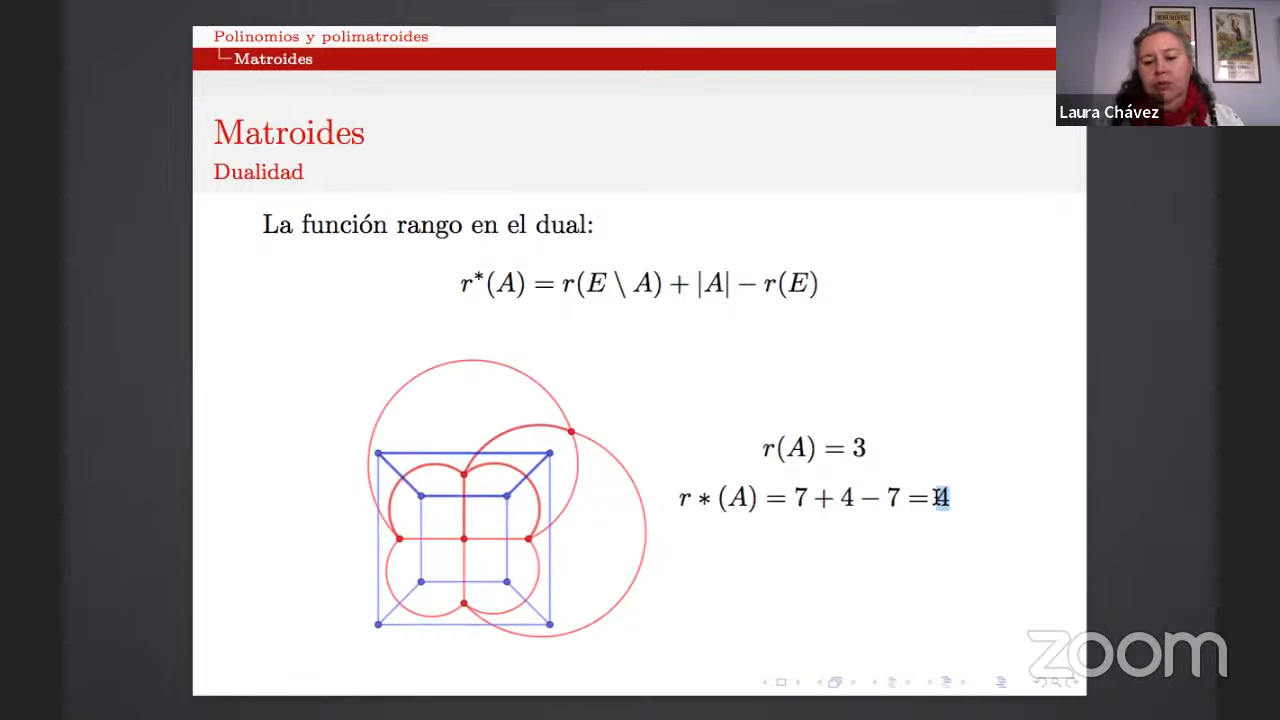 Polinomios y polimatroides
Matroides
Laura Chávez
Matroides
Dualidad
La función rango en el dual:
r*(A) = r(E \ A) + |A| − r(E)
r(A) = 3
r ∗ (A) = 7 + 4 − 7 = 4
zoom